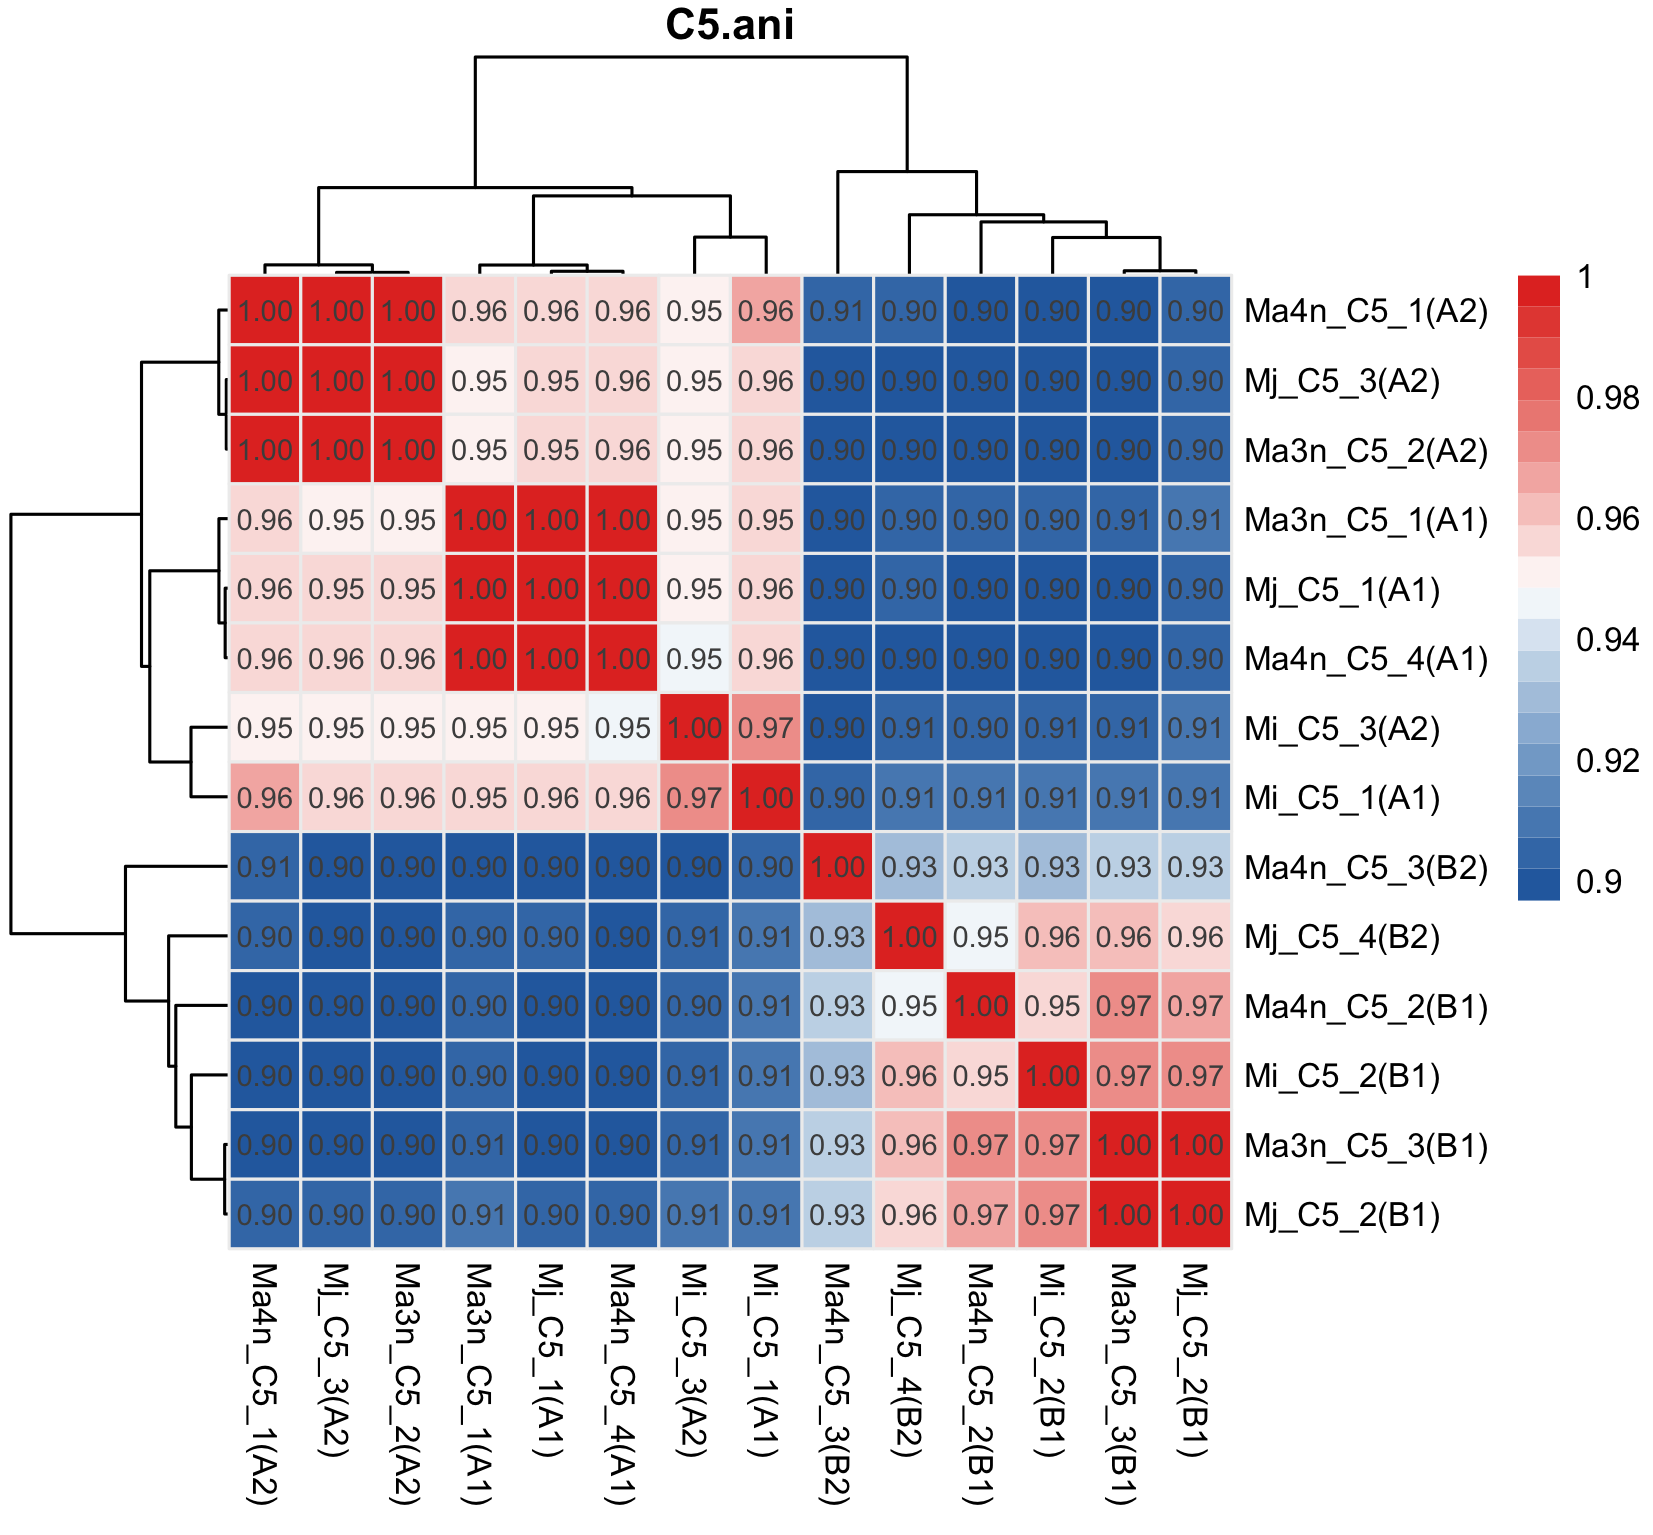 C5.ani
1.00 1.00 1.00 0.96 0.96 0.96 0.95 0.96 0.91 0.90 0.90 0.90 0.90 0.90 Ma4n_C5_1(A2)
1.00 1.00 1.00 0.95 0.95 0.96 0.95 0.96 0.90 0.90 0.90 0.90 0.90 0.90 Mj_C5_3(A2)
1.00 1.00 1.00 0.95 0.95 0.96 0.95 0.96 0.90 0.90 0.90 0.90 0.90 0.90 Ma3n_C5_2(A2)
0.96 0.95 0.95 1.00 1.00 1.00 0.95 0.95 0.90 0.90 0.90 0.90 0.91 0.91 Ma3n_C5_1(A1)
0.96 0.95 0.95 1.00 1.00 1.00 0.95 0.96 0.90 0.90 0.90 0.90 0.90 0.90 Mj_C5_1(A1)
0.96 0.96 0.96 1.00 1.00 1.00 0.95 0.96 0.90 0.90 0.90 0.90 0.90 0.90 Ma4n_C5_4(A1)
0.95 0.95 0.95 0.95 0.95 0.95 1.00 0.97 0.90 0.91 0.90 0.91 0.91 0.91 Mi_C5_3(A2)
0.96 0.96 0.96 0.95 0.96 0.96 0.97 1.00 0.90 0.91 0.91 0.91 0.91 0.91 Mi_C5_1(A1)
0.91 0.90 0.90 0.90 0.90 0.90 0.90 0.90 1.00 0.93 0.93 0.93 0.93 0.93 Ma4n_C5_3(B2)
0.90 0.90 0.90 0.90 0.90 0.90 0.91 0.91 0.93 1.00 0.95 0.96 0.96 0.96 Mj_C5_4(B2)
0.90 0.90 0.90 0.90 0.90 0.90 0.90 0.91 0.93 0.95 1.00 0.95 0.97 0.97 Ma4n_C5_2(B1)
0.90 0.90 0.90 0.90 0.90 0.90 0.91 0.91 0.93 0.96 0.95 1.00 0.97 0.97 Mi_C5_2(B1)
0.90 0.90 0.90 0.91 0.90 0.90 0.91 0.91 0.93 0.96 0.97 0.97 1.00 1.00 Ma3n_C5_3(B1)
0.90 0.90 0.90 0.91 0.90 0.90 0.91 0.91 0.93 0.96 0.97 0.97 1.00 1.00 Mj_C5_2(B1)
Ma4n_C5_1(A2)
Mj_C5_3(A2)
Ma3n_C5_2(A2)
Ma3n_C5_1(A1)
Mj_C5_1(A1)
Ma4n_C5_4(A1)
Mi_C5_3(A2)
Mi_C5_1(A1)
Ma4n_C5_3(B2)
Mj_C5_4(B2)
Ma4n_C5_2(B1)
Mi_C5_2(B1)
Ma3n_C5_3(B1)
Mj_C5_2(B1)
1
0.98
0.96
0.94
0.92
0.9